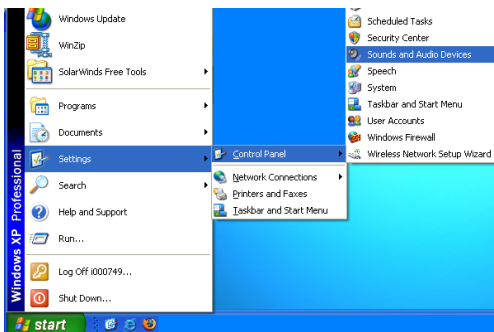 Windows Update
WinZip
SolarWinds Free Tools
Programs
Documents
Settings
Search
Help and Support
Run...
Log Off i000749...
Shut Down...
Windows XP Professional
start
Control Panel
Network Connections
Printers and Faxes
Taskbar and Start Menu
Scheduled Tasks
Security Center
Sounds and Audio Devices
Speech
System
Taskbar and Start Menu
User Accounts
Windows Firewall
Wireless Network Setup Wizard